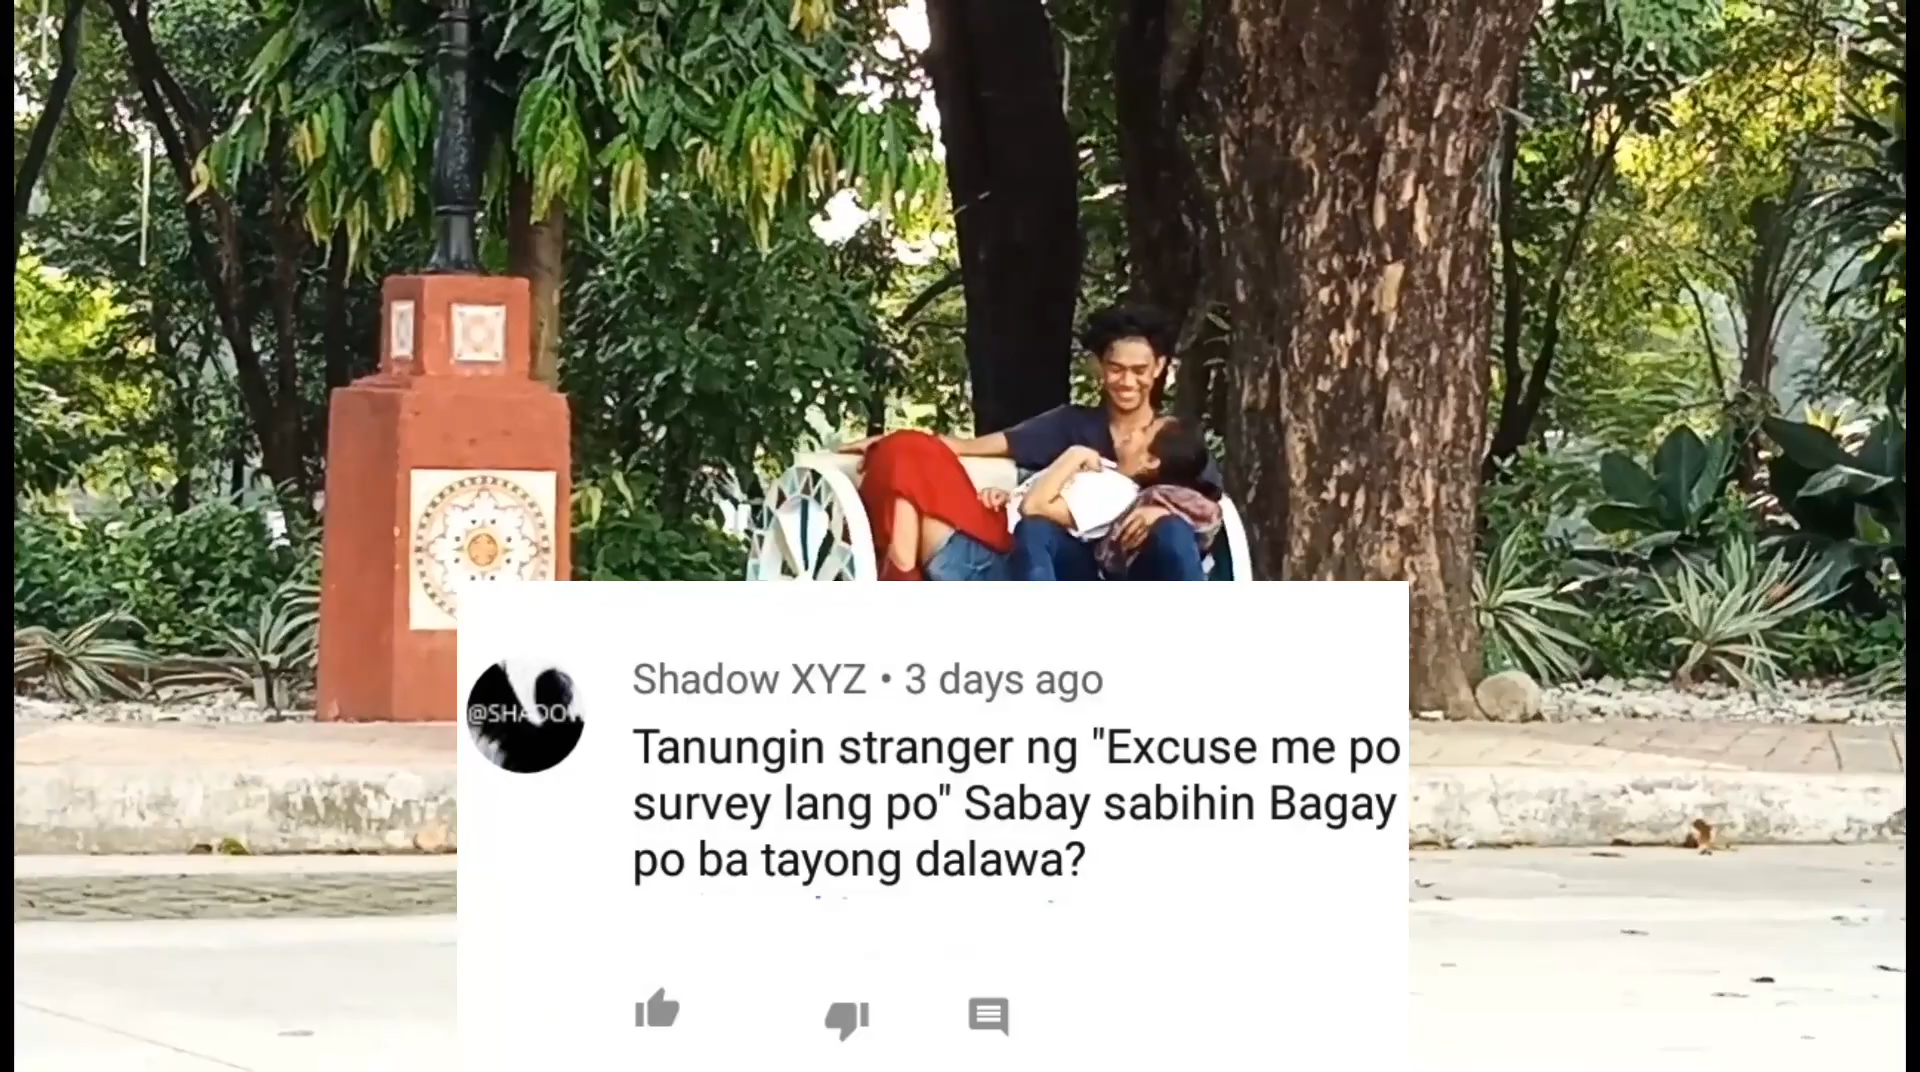 Shadow XYZ • 3 days ago
@SHADOW
Tanungin stranger ng "Excuse me po
survey lang po" Sabay sabihin Bagay
po ba tayong dalawa?